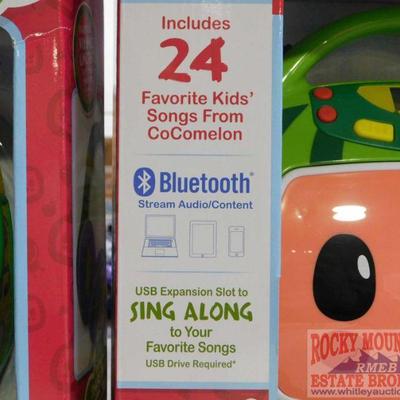 Includes
24
Favorite Kids'
Songs From
CoComelon
Bluetooth®
Stream Audio/Content
USB Expansion Slot to
SING ALONG
to Your
Favorite Songs
USB Drive Required*
ROCKY MOUN
RMEB
ESTATE BRO
www.whitleyauctio